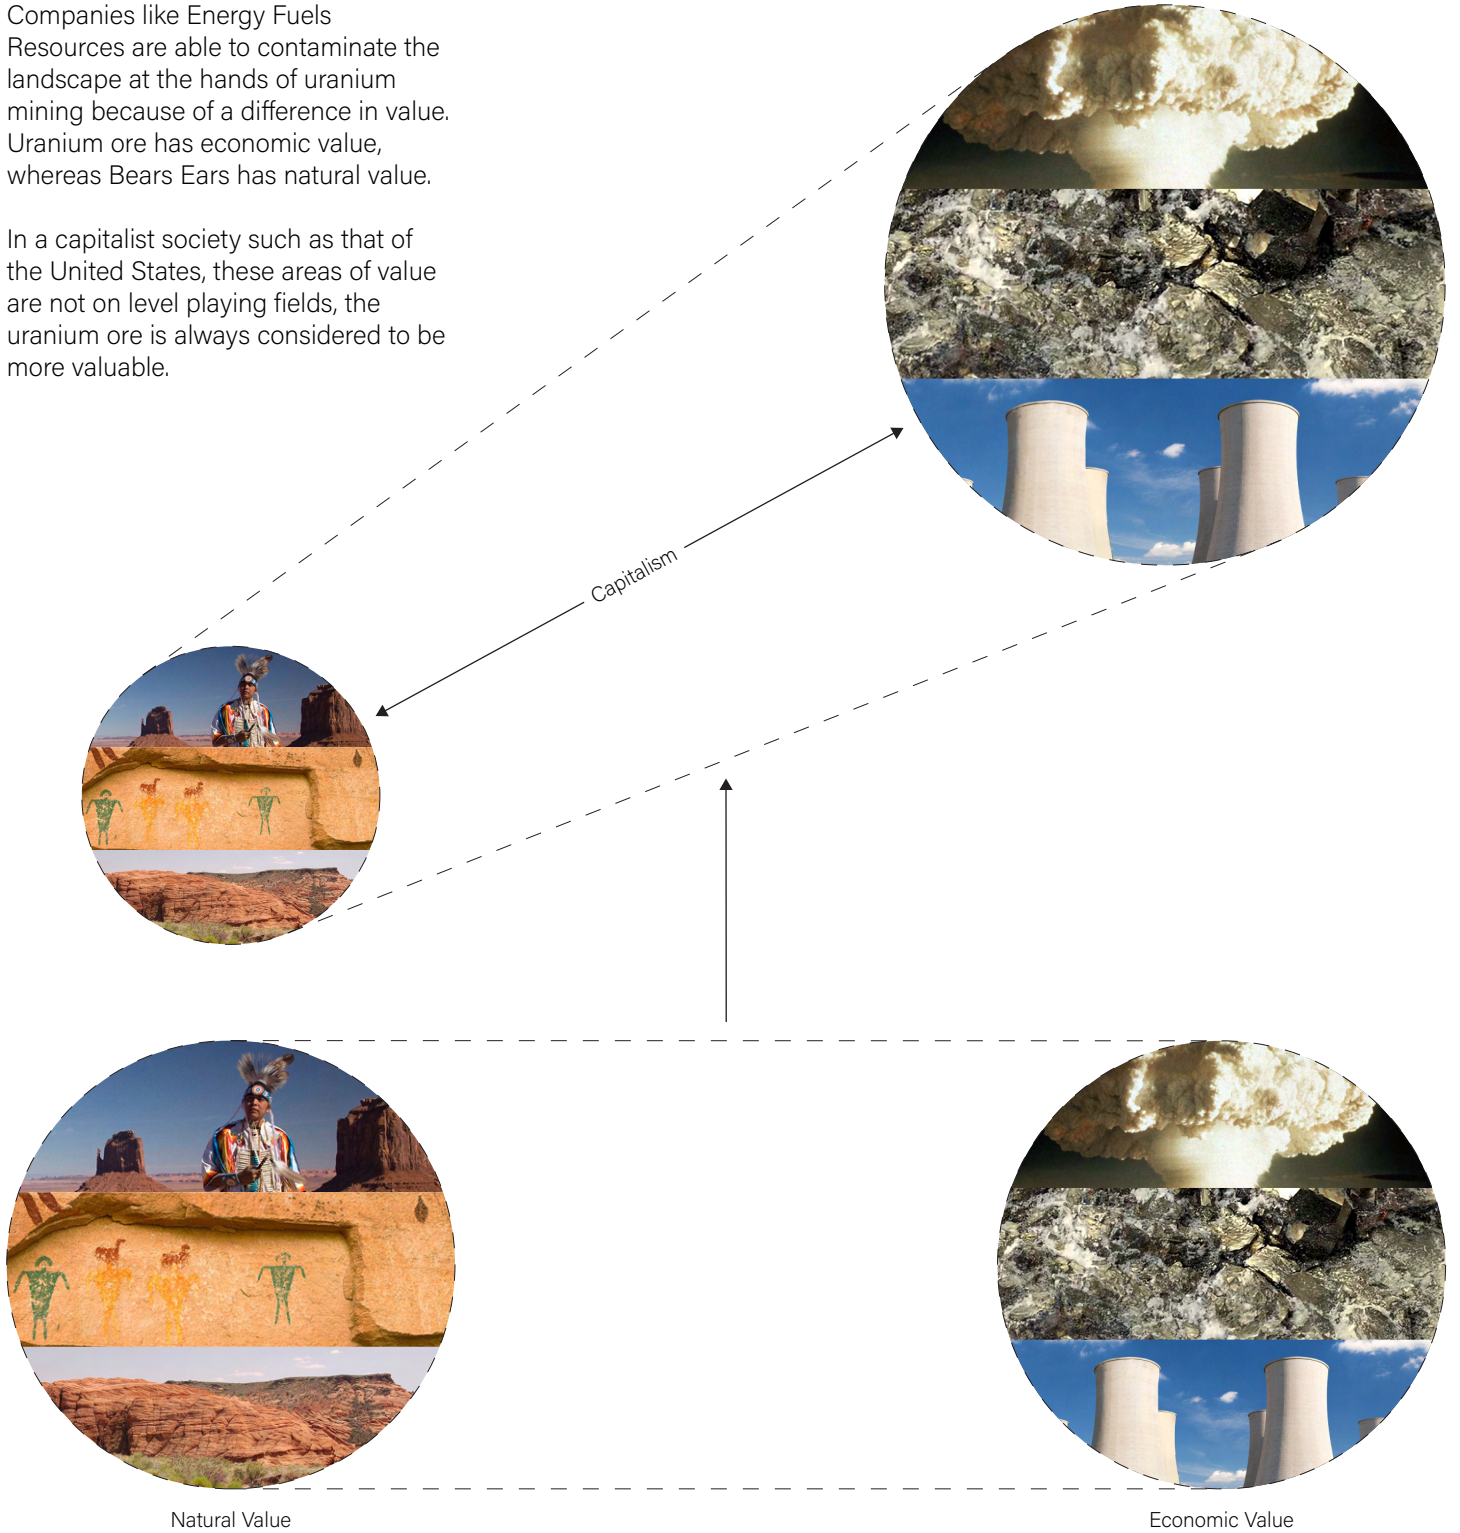 Companies like Energy Fuels
Resources are able to contaminate the
landscape at the hands of uranium
mining because of a difference in value.
Uranium ore has economic value,
whereas Bears Ears has natural value.
In a capitalist society such as that of
the United States, these areas of value
are not on level playing fields, the
uranium ore is always considered to be
more valuable.
Capitalism
Natural Value
Economic Value